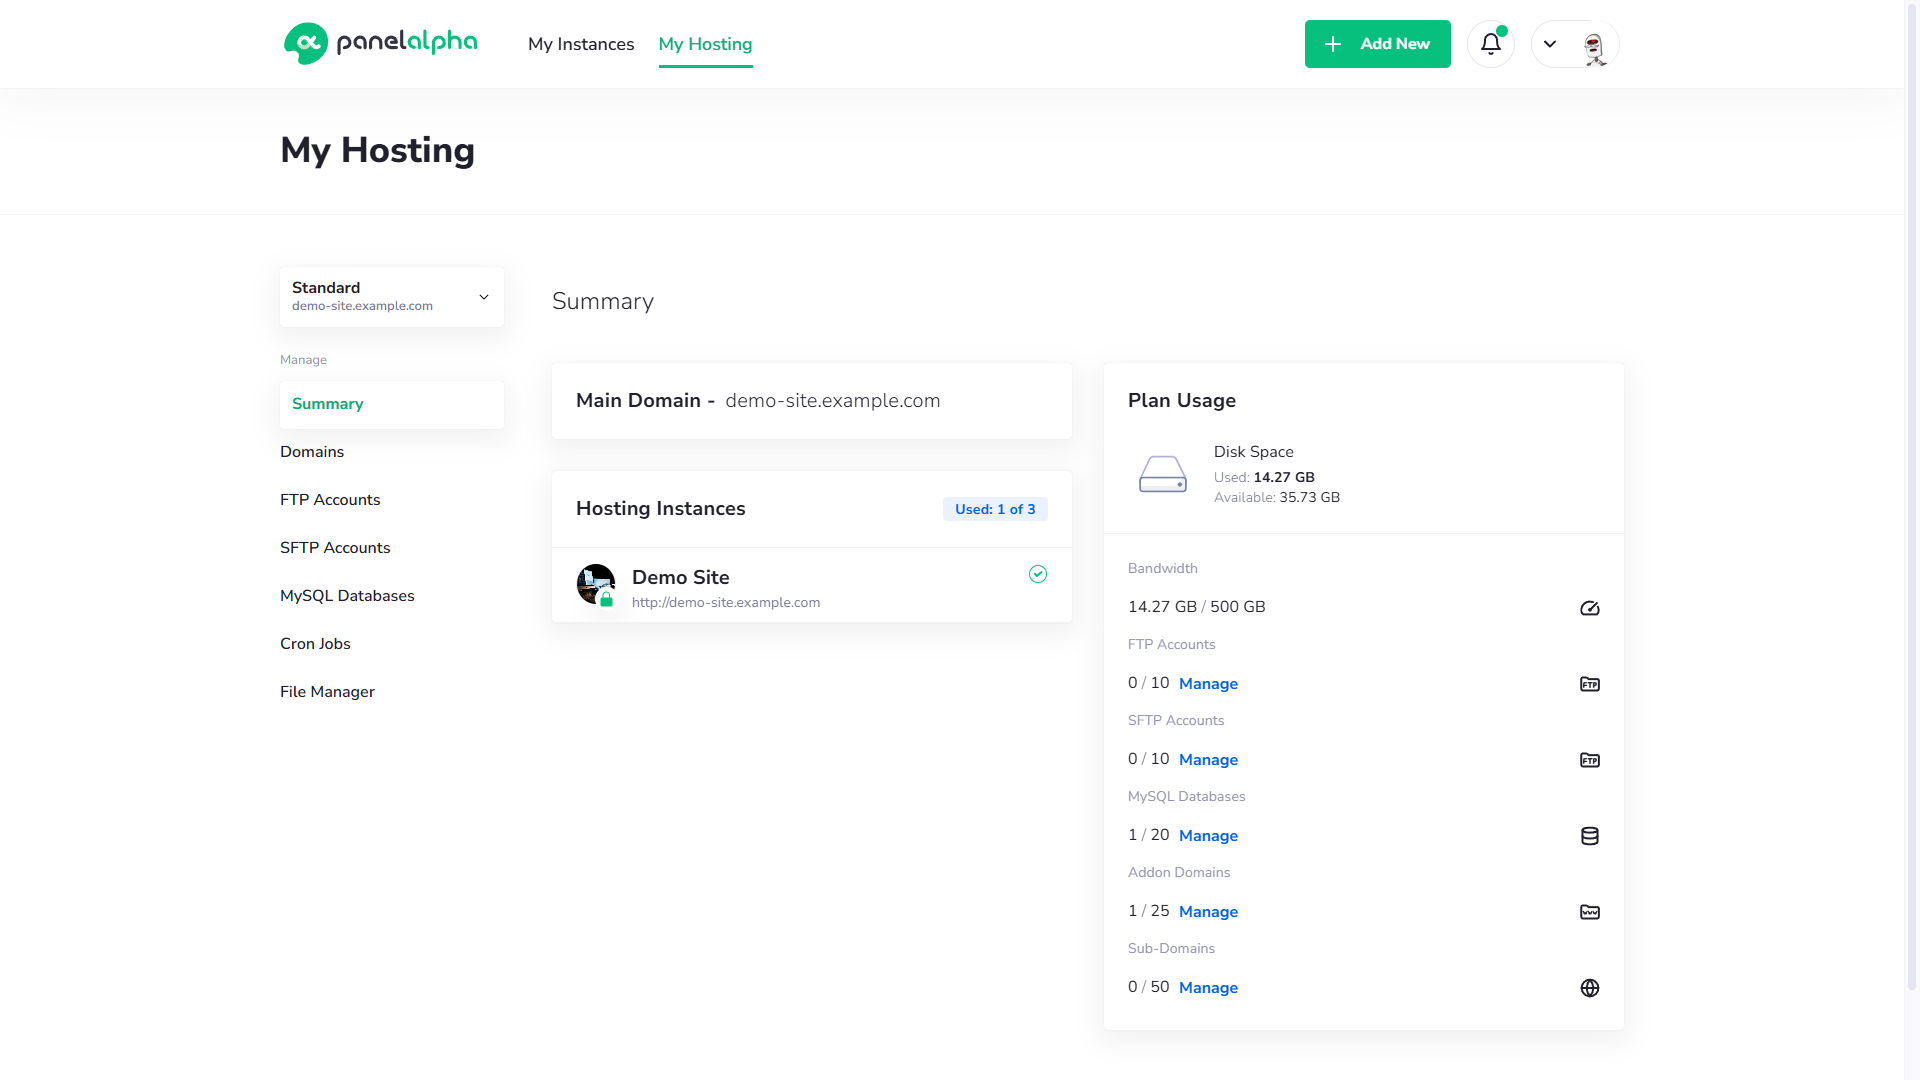 panelalpha
My Instances
My Hosting
Add New
My Hosting
Standard
demo-site.example.com
Manage
Summary
Domains
FTP Accounts
SFTP Accounts
MySQL Databases
Cron Jobs
File Manager
Summary
Main Domain - demo-site.example.com
Hosting Instances
Used: 1 of 3
Demo Site
http://demo-site.example.com
Plan Usage
Disk Space
Used: 14.27 GB
Available: 35.73 GB
Bandwidth
14.27 GB / 500 GB
FTP Accounts
0 / 10 Manage
FTP
SFTP Accounts
0 / 10 Manage
FTP
MySQL Databases
1 / 20 Manage
Addon Domains
1 / 25 Manage
www
Sub-Domains
0 / 50 Manage